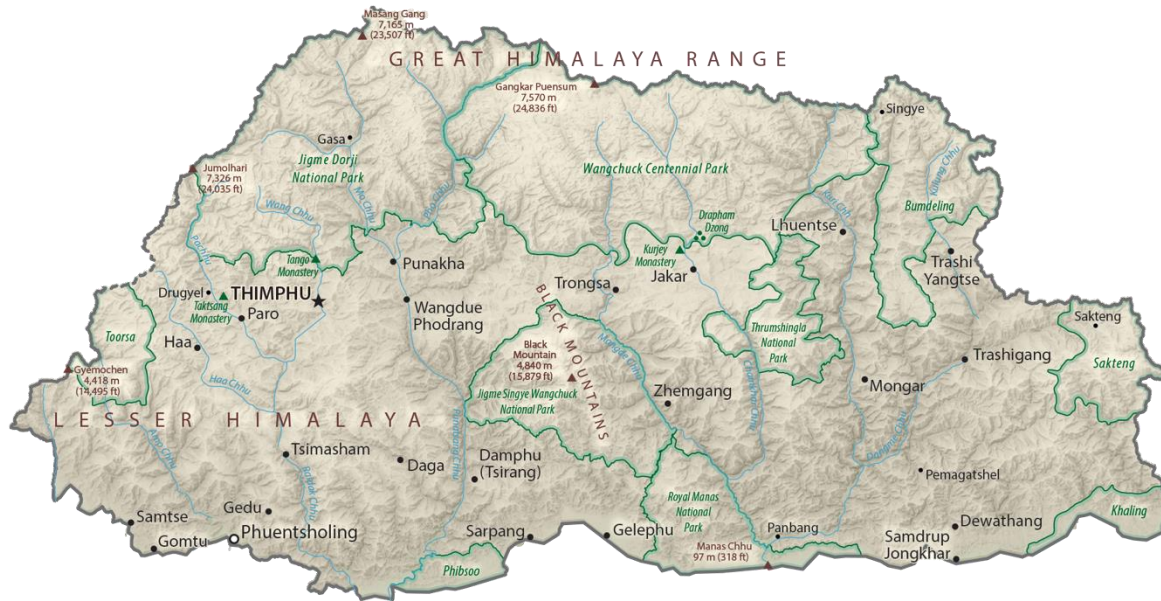 Masang Gang
7,165 m
(23,507 ft)
GREAT HIMALAYA RANGE
Gangkar Puensum
7,570 m
(24,836 ft)
Singye
Gasa
Jigme Dorji
National Park
Jumolhari
7,326 m
(24,035 ft)
Wangchuck Centennial Park
Kulong Chhu
Bumdeling
Wang Chhu
Mo Chhu
Pho Chhu
Drapham
Dzong
Lhuentse
Kurjey
Monastery
Tango
Monastery
Punakha
Jakar
Trashi
Yangtse
Trongsa
Drugyel
THIMPHU
Taktsang
Monastery
Paro
Wangdue
Phodrang
BLACK MOUNTAINS
Toorsa
Haa
Thrumshingla
National
Park
Sakteng
Sakteng
Black
Mountain
4,840 m
(15,879 ft)
Trashigang
Gyemochen
4,418 m
(14,495 ft)
Haa Chhu
Jigme Singye Wangchuck
National Park
Zhemgang
Mongar
LESSER HIMALAYA
Tsimasham
Daga
Damphu
(Tsirang)
Pemagatshel
Royal Manas
National
Park
Khaling
Gedu
Samtse
Phuentsholing
Gomtu
Sarpang
Gelephu
Panbang
Dewathang
Samdrup
Jongkhar
Manas Chhu
97 m (318 ft)
Phibsoo